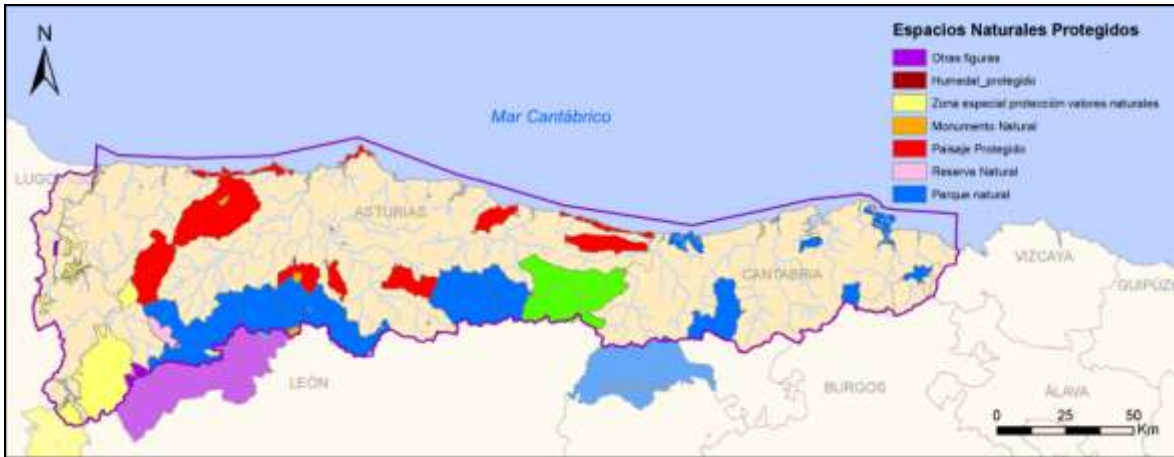 N
Espacios Naturales Protegidos
Otras figuras
Humedal_protegido
Zona especial protección valores naturales
Monumento Natural
Paisaje Protegido
Reserva Natural
Parque natural
Mar Cantábrico
LUGO
ASTURIAS
CANTABRIA
VIZCAYA
GUIPÚZC
LEÓN
BURGOS
ÁLAVA
0 25 50
Km